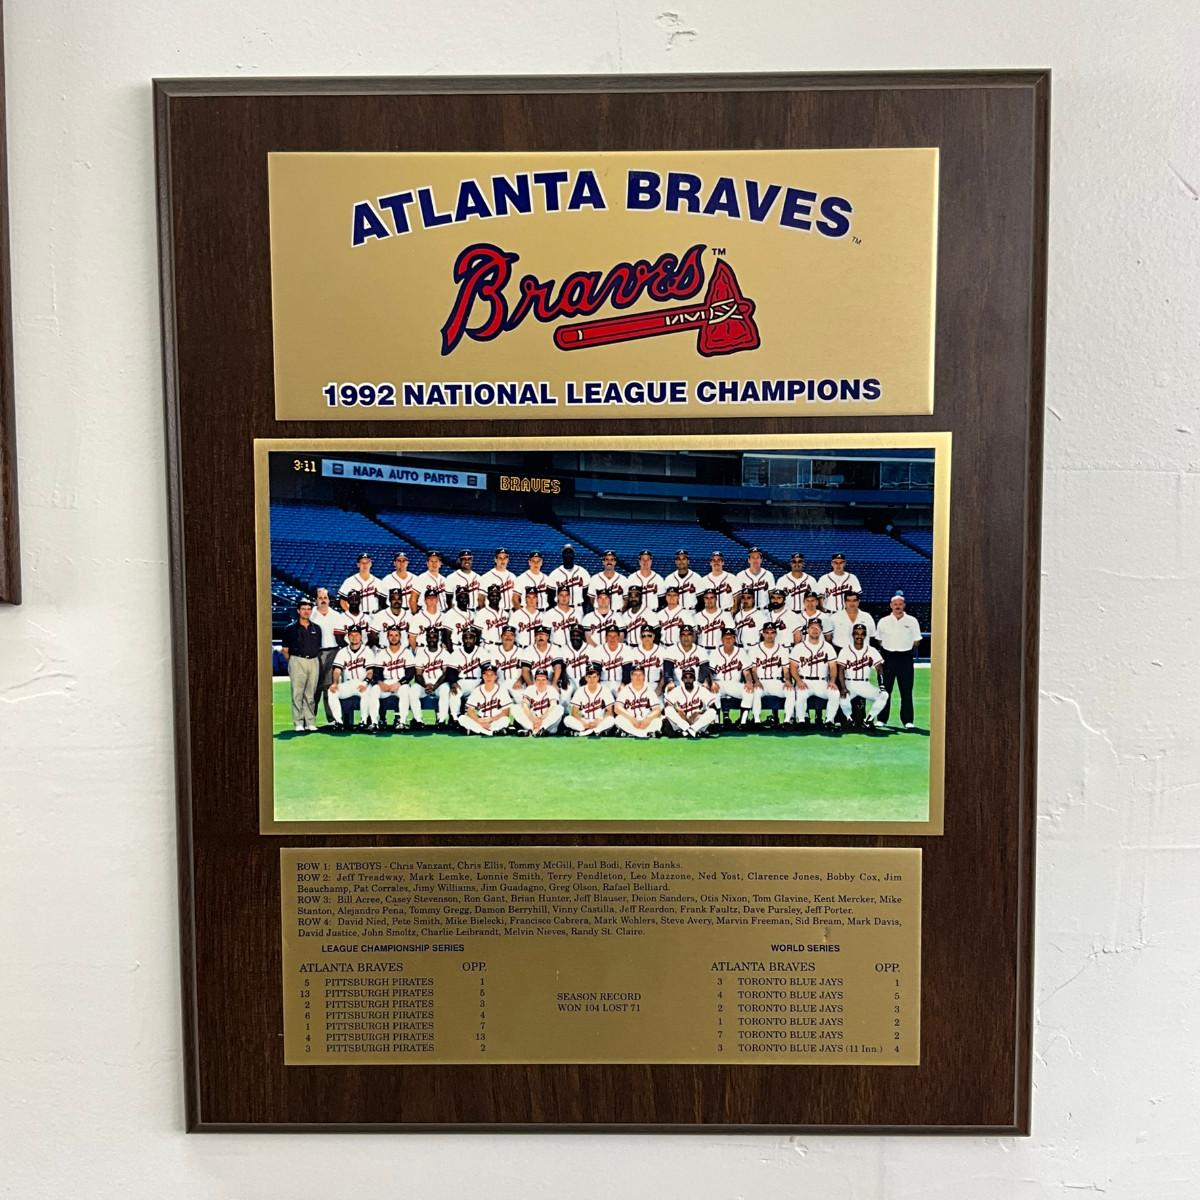 ATLANTA BRAVES™
Braves™
1992 NATIONAL LEAGUE CHAMPIONS
3:11 NAPA AUTO PARTS BRAVES
ROW 1: BATBOYS - Chris Vanzant, Chris Ellis, Tommy McGill, Paul Bodi, Kevin Banks.
ROW 2: Jeff Treadway, Mark Lemke, Lonnie Smith, Terry Pendleton, Leo Mazzone, Ned Yost, Clarence Jones, Bobby Cox, Jim
Beauchamp, Pat Corrales, Jimy Williams, Jim Guadagno, Greg Olson, Rafael Belliard.
ROW 3: Bill Acree, Casey Stevenson, Ron Gant, Brian Hunter, Jeff Blauser, Deion Sanders, Otis Nixon, Tom Glavine, Kent Mercker, Mike
Stanton, Alejandro Pena, Tommy Gregg, Damon Berryhill, Vinny Castilla, Jeff Reardon, Frank Faultz, Dave Pursley, Jeff Porter.
ROW 4: David Nied, Pete Smith, Mike Bielecki, Francisco Cabrera, Mark Wohlers, Steve Avery, Marvin Freeman, Sid Bream, Mark Davis,
David Justice, John Smoltz, Charlie Leibrandt, Melvin Nieves, Randy St. Claire.
LEAGUE CHAMPIONSHIP SERIES
ATLANTA BRAVES OPP.
5 PITTSBURGH PIRATES 1
13 PITTSBURGH PIRATES 5
2 PITTSBURGH PIRATES 3
6 PITTSBURGH PIRATES 4
1 PITTSBURGH PIRATES 7
4 PITTSBURGH PIRATES 13
3 PITTSBURGH PIRATES 2
SEASON RECORD
WON 104 LOST 71
WORLD SERIES
ATLANTA BRAVES OPP.
3 TORONTO BLUE JAYS 1
4 TORONTO BLUE JAYS 5
2 TORONTO BLUE JAYS 3
1 TORONTO BLUE JAYS 2
7 TORONTO BLUE JAYS 2
3 TORONTO BLUE JAYS (11 Inn.) 4